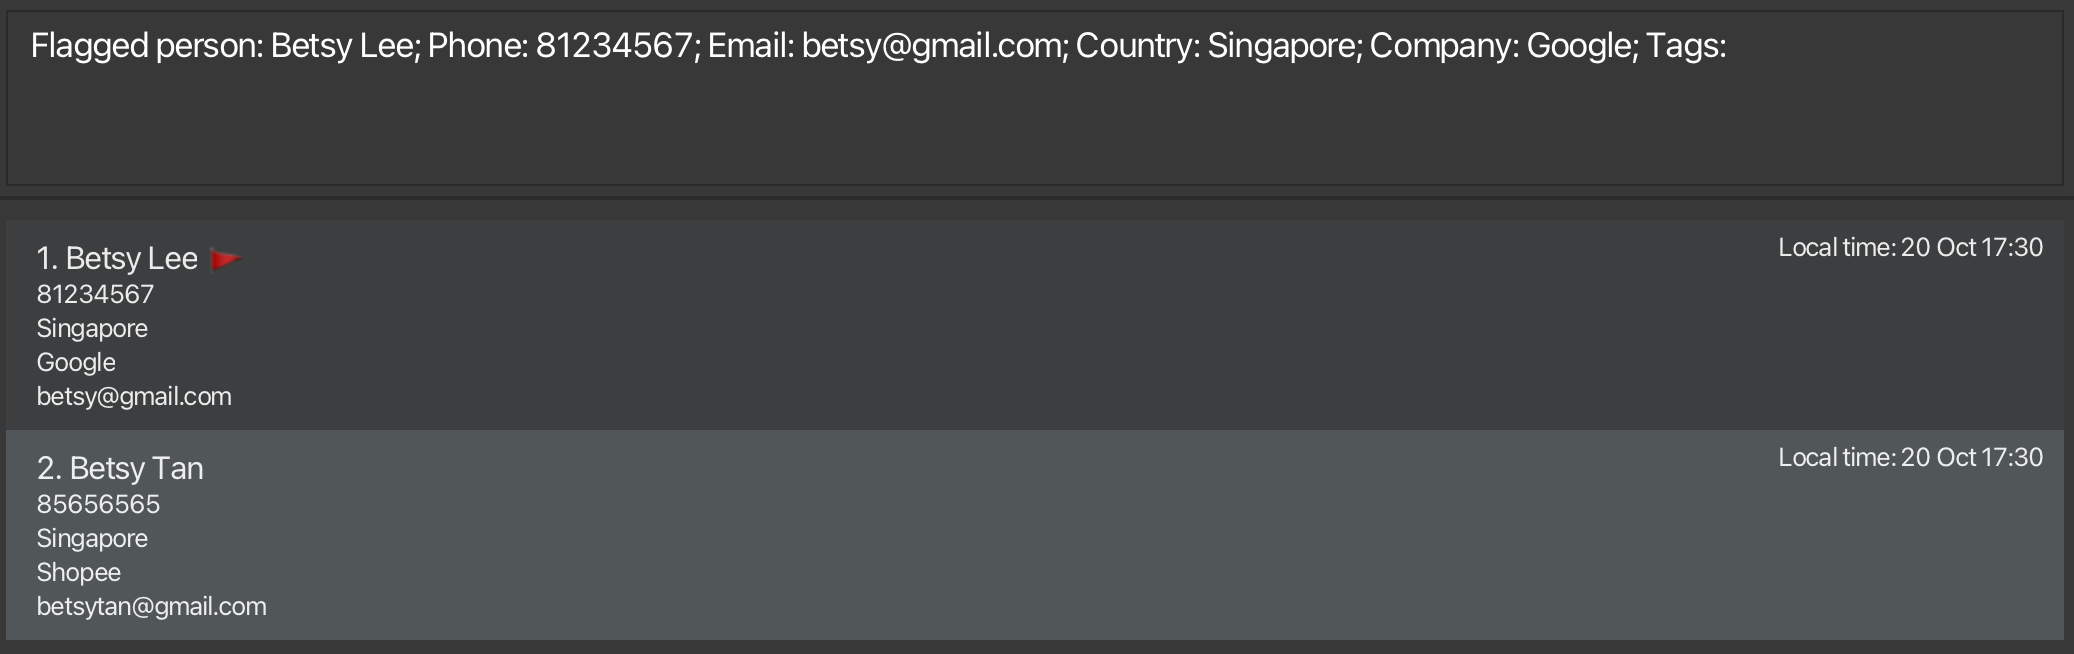 Flagged person: Betsy Lee; Phone: 81234567; Email: betsy@gmail.com; Country: Singapore; Company: Google; Tags:
1. Betsy Lee
Local time: 20 Oct 17:30
81234567
Singapore
Google
betsy@gmail.com
2. Betsy Tan
Local time: 20 Oct 17:30
85656565
Singapore
Shopee
betsytan@gmail.com